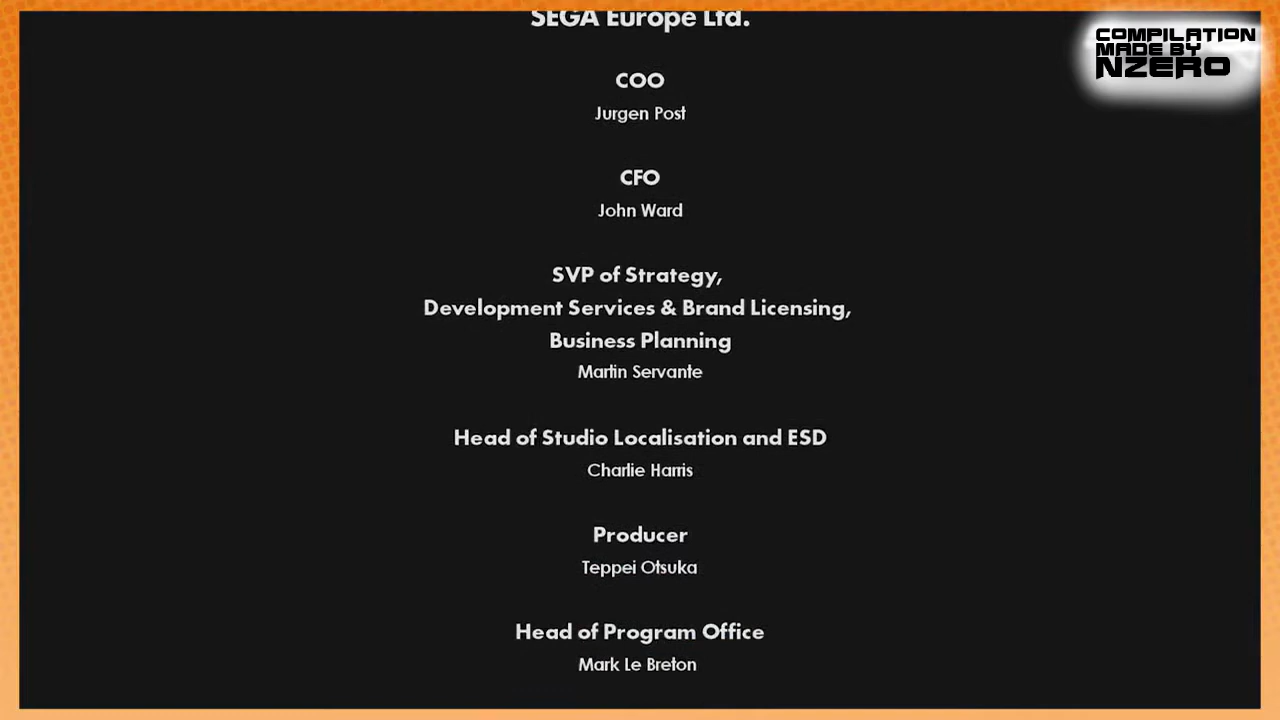 SEGA Europe Ltd.
COMPILATION
MADE BY
NZERO
COO
Jurgen Post
CFO
John Ward
SVP of Strategy,
Development Services & Brand Licensing,
Business Planning
Martin Servante
Head of Studio Localisation and ESD
Charlie Harris
Producer
Teppei Otsuka
Head of Program Office
Mark Le Breton